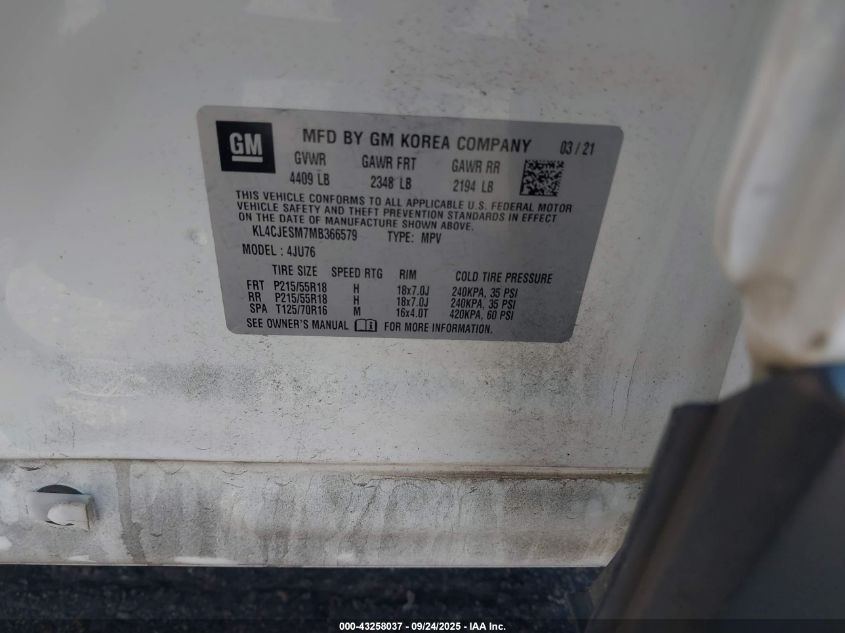 GM
MFD BY GM KOREA COMPANY 03 / 21
GVWR GAWR FRT GAWR RR
4409 LB 2348 LB 2194 LB
THIS VEHICLE CONFORMS TO ALL APPLICABLE U.S. FEDERAL MOTOR
VEHICLE SAFETY AND THEFT PREVENTION STANDARDS IN EFFECT
ON THE DATE OF MANUFACTURE SHOWN ABOVE.
KL4CJESM7MB366579 TYPE: MPV
MODEL : 4JU76
TIRE SIZE SPEED RTG RIM COLD TIRE PRESSURE
FRT P215/55R18 H 18x7.0J 240KPA, 35 PSI
RR P215/55R18 H 18x7.0J 240KPA, 35 PSI
SPA T125/70R16 M 16x4.0T 420KPA, 60 PSI
SEE OWNER'S MANUAL FOR MORE INFORMATION.
000-43258037 - 09/24/2025 - IAA Inc.